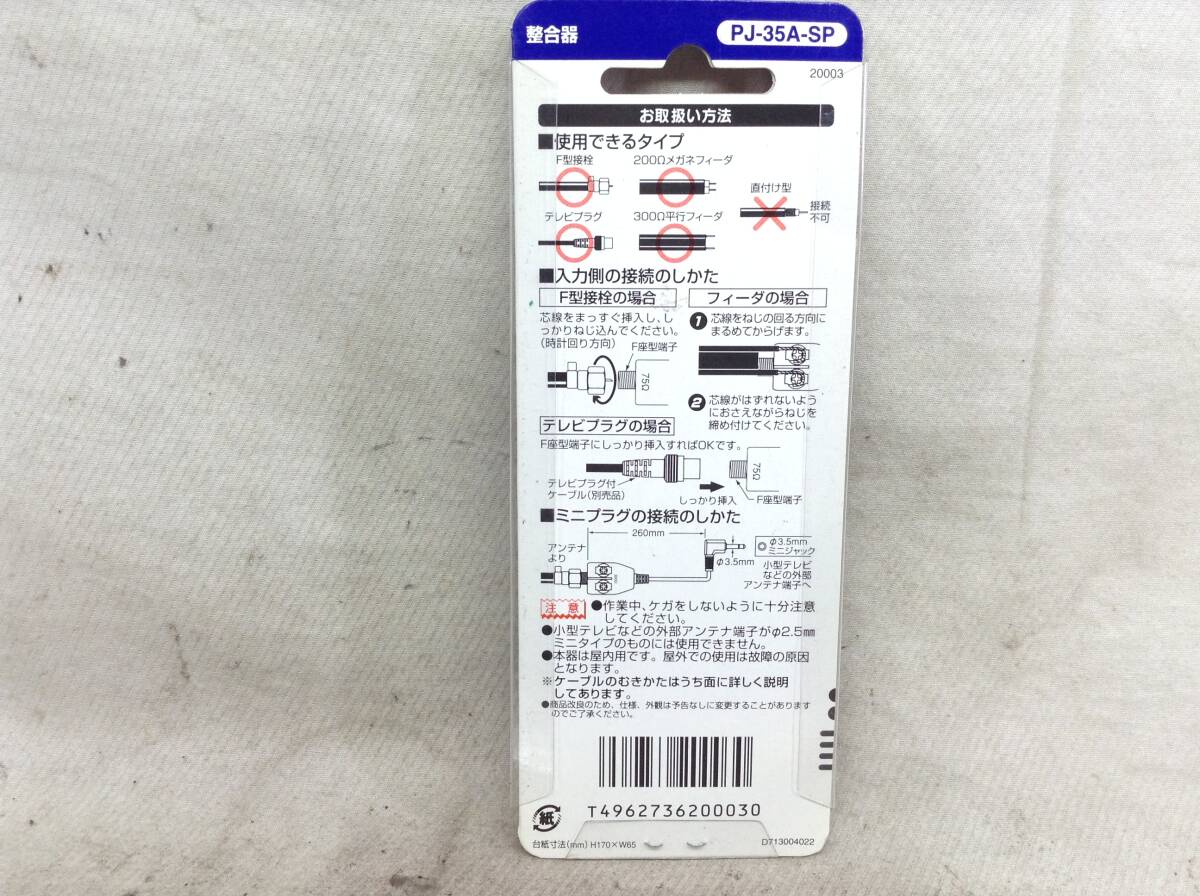 整合器
PJ-35A-SP
20003
お取扱い方法
■使用できるタイプ
F型接栓
200Ωメガネフィーダ
直付け型
接続
不可
テレビプラグ
300Ω平行フィーダ
■入力側の接続のしかた
F型接栓の場合
芯線をまっすぐ挿入し、し
っかりねじ込んでください。
(時計回り方向)
F座型端子
75Ω
フィーダの場合
1 芯線をねじの回る方向に
まるめてからげます。
2 芯線がはずれないよう
におさえながらねじを
締め付けてください。
テレビプラグの場合
F座型端子にしっかり挿入すればOKです。
テレビプラグ付
ケーブル(別売品)
しっかり挿入
75Ω
F座型端子
■ミニプラグの接続のしかた
260mm
アンテナ
より
φ3.5mm
φ3.5mm
ミニジャック
小型テレビ
などの外部
アンテナ端子へ
注意
●作業中、ケガをしないように十分注意
してください。
●小型テレビなどの外部アンテナ端子がφ2.5㎜
ミニタイプのものには使用できません。
●本器は屋内用です。屋外での使用は故障の原因
となります。
※ケーブルのむきかたはうち面に詳しく説明
してあります。
●商品改良のため、仕様、外観は予告なしに変更することがあります
のでご了承ください。
T4962736200030
紙
台紙寸法(mm) H170×W65
D713004022